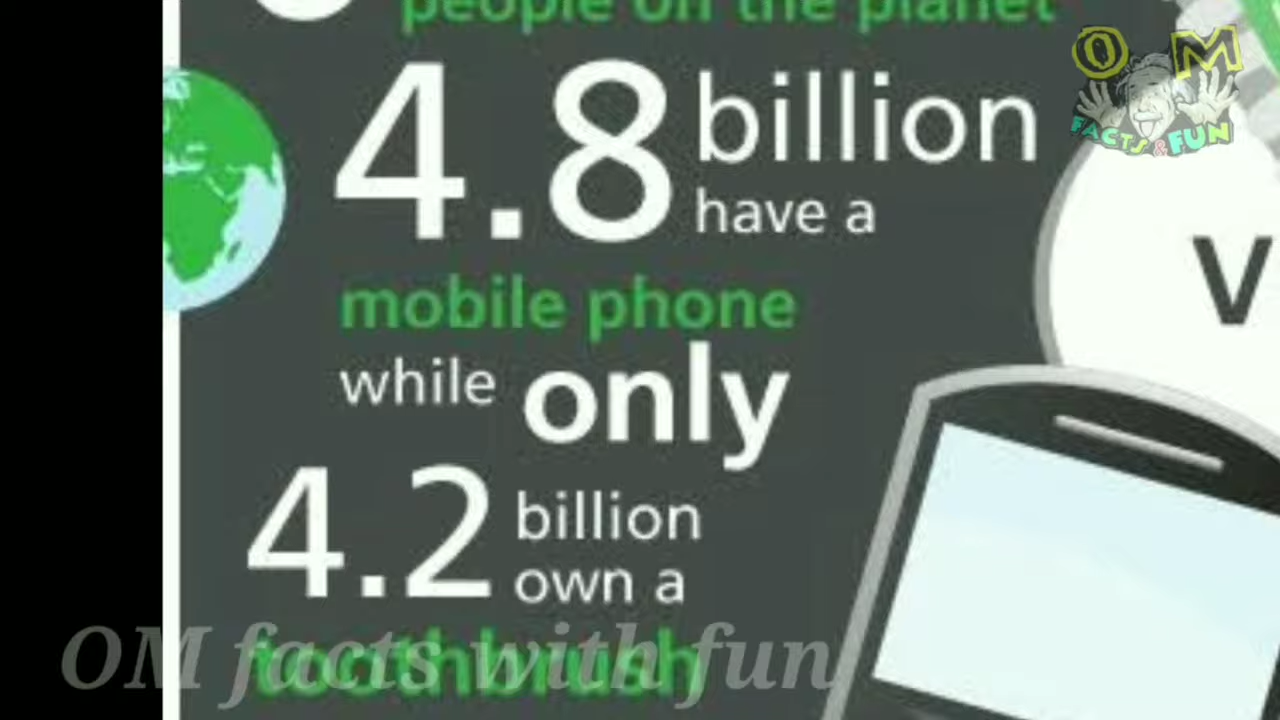 people on the planet
O M
FACTS & FUN
4.8 billion
have a
mobile phone
V
while only
4.2 billion
own a
toothbrush
OM facts with fun